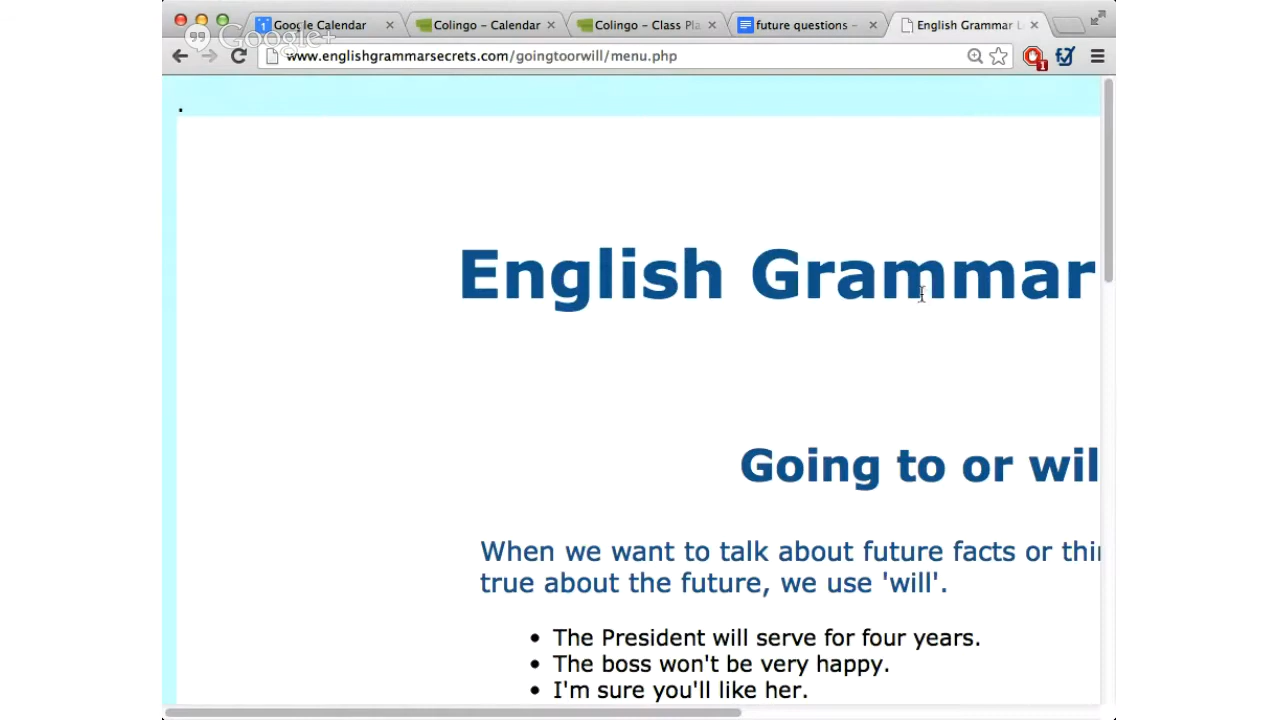 Google Calendar
Colingo – Calendar
Colingo – Class Pla
future questions –
English Grammar L
Google+
www.englishgrammarsecrets.com/goingtoorwill/menu.php
1
.
English Grammar
Going to or wil
When we want to talk about future facts or thin
true about the future, we use 'will'.
• The President will serve for four years.
• The boss won't be very happy.
• I'm sure you'll like her.